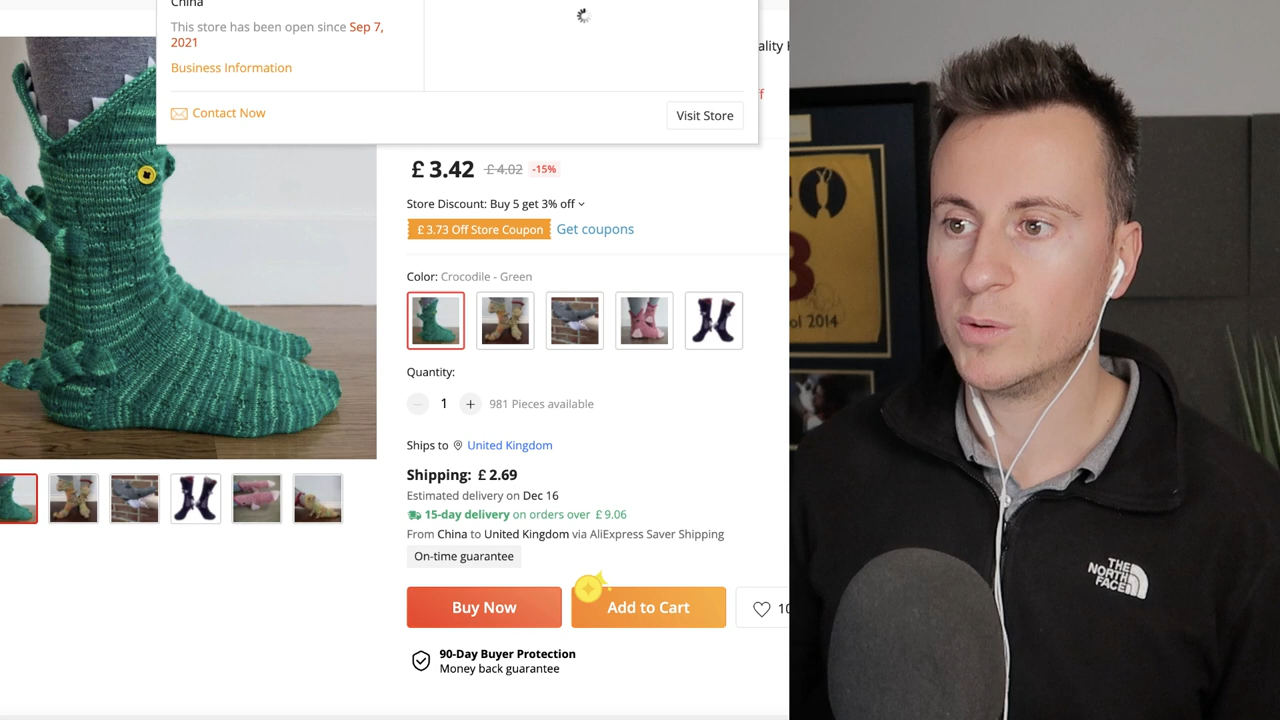 China
This store has been open since Sep 7,
2021
Business Information
Contact Now
Visit Store
£ 3.42 £ 4.02 -15%
Store Discount: Buy 5 get 3% off
£ 3.73 Off Store Coupon Get coupons
Color: Crocodile - Green
Quantity:
1 981 Pieces available
Ships to United Kingdom
Shipping: £ 2.69
Estimated delivery on Dec 16
15-day delivery on orders over £ 9.06
From China to United Kingdom via AliExpress Saver Shipping
On-time guarantee
Buy Now
Add to Cart
90-Day Buyer Protection
Money back guarantee
2014
THE
NORTH
FACE